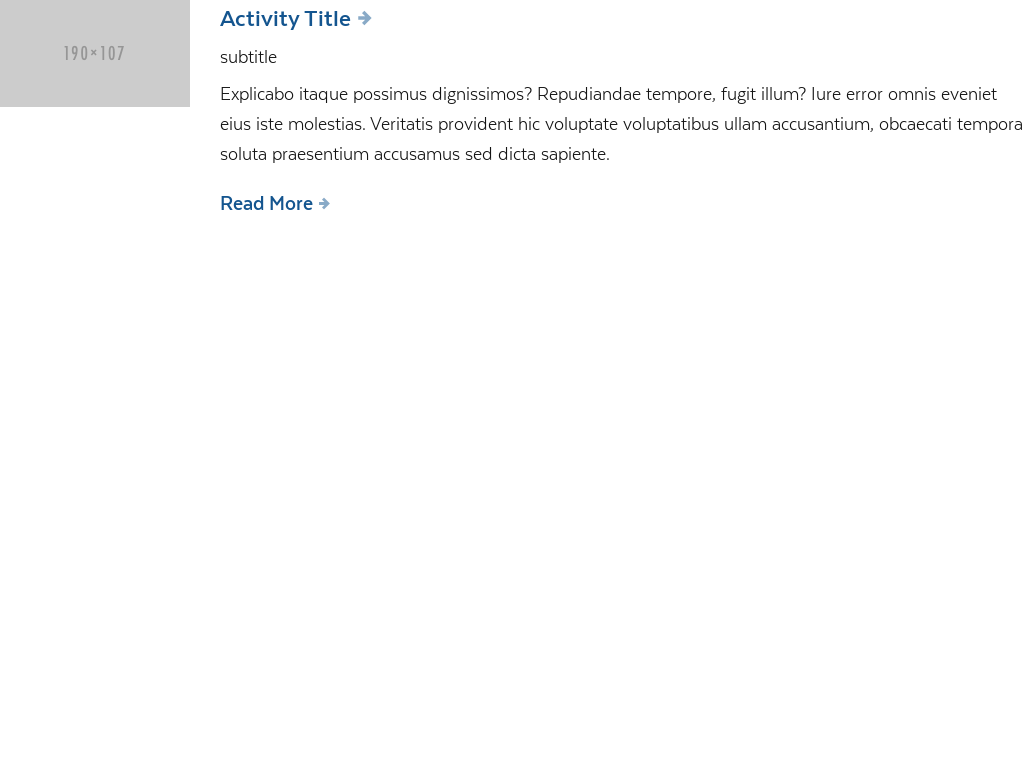 190×107
Activity Title
subtitle
Explicabo itaque possimus dignissimos? Repudiandae tempore, fugit illum? Iure error omnis eveniet
eius iste molestias. Veritatis provident hic voluptate voluptatibus ullam accusantium, obcaecati tempora
soluta praesentium accusamus sed dicta sapiente.
Read More